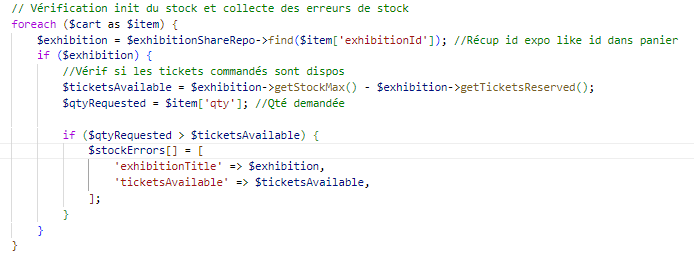 // Vérification init du stock et collecte des erreurs de stock
foreach ($cart as $item) {
$exhibition = $exhibitionShareRepo->find($item['exhibitionId']); //Récup id expo like id dans panier
if ($exhibition) {
//Vérif si les tickets commandés sont dispos
$ticketsAvailable = $exhibition->getStockMax() - $exhibition->getTicketsReserved();
$qtyRequested = $item['qty']; //Qté demandée
if ($qtyRequested > $ticketsAvailable) {
$stockErrors[] = [
'exhibitionTitle' => $exhibition,
'ticketsAvailable' => $ticketsAvailable,
];
}
}
}